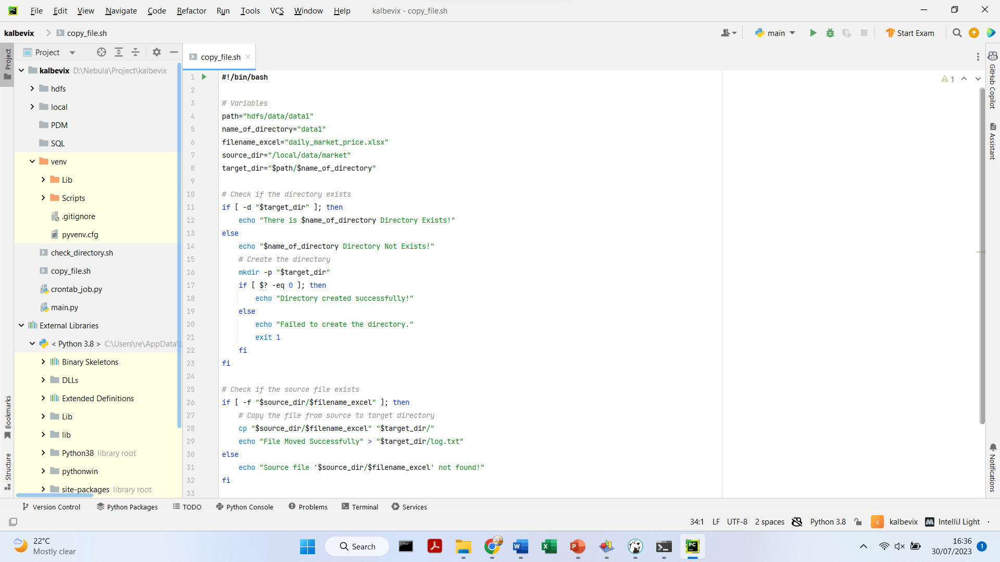 File Edit View Navigate Code Refactor Run Tools VCS Window Help kalbevix - copy_file.sh
kalbevix copy_file.sh main Start Exam
Project
Project
copy_file.sh
kalbevix D:\Nebula\Project\kalbevix
hdfs
local
PDM
SQL
venv
Lib
Scripts
.gitignore
pyvenv.cfg
check_directory.sh
copy_file.sh
crontab_job.py
main.py
External Libraries
< Python 3.8 > C:\Users\re\AppData\L
Binary Skeletons
DLLs
Extended Definitions
Lib
lib
Python38 library root
pythonwin
site-packages library root
Bookmarks
Structure
1 #!/bin/bash
2
3 # Variables
4 path="hdfs/data/data1"
5 name_of_directory="data1"
6 filename_excel="daily_market_price.xlsx"
7 source_dir="/local/data/market"
8 target_dir="$path/$name_of_directory"
9
10 # Check if the directory exists
11 if [ -d "$target_dir" ]; then
12 echo "There is $name_of_directory Directory Exists!"
13 else
14 echo "$name_of_directory Directory Not Exists!"
15 # Create the directory
16 mkdir -p "$target_dir"
17 if [ $? -eq 0 ]; then
18 echo "Directory created successfully!"
19 else
20 echo "Failed to create the directory."
21 exit 1
22 fi
23 fi
24
25 # Check if the source file exists
26 if [ -f "$source_dir/$filename_excel" ]; then
27 # Copy the file from source to target directory
28 cp "$source_dir/$filename_excel" "$target_dir/"
29 echo "File Moved Successfully" > "$target_dir/log.txt"
30 else
31 echo "Source file '$source_dir/$filename_excel' not found!"
32 fi
33
1
GitHub Copilot
Assistant
Notifications
Version Control Python Packages TODO Python Console Problems Terminal Services
34:1 LF UTF-8 2 spaces Python 3.8 K kalbevix IntelliJ Light
22°C
Mostly clear
Search
16:36
30/07/2023
1